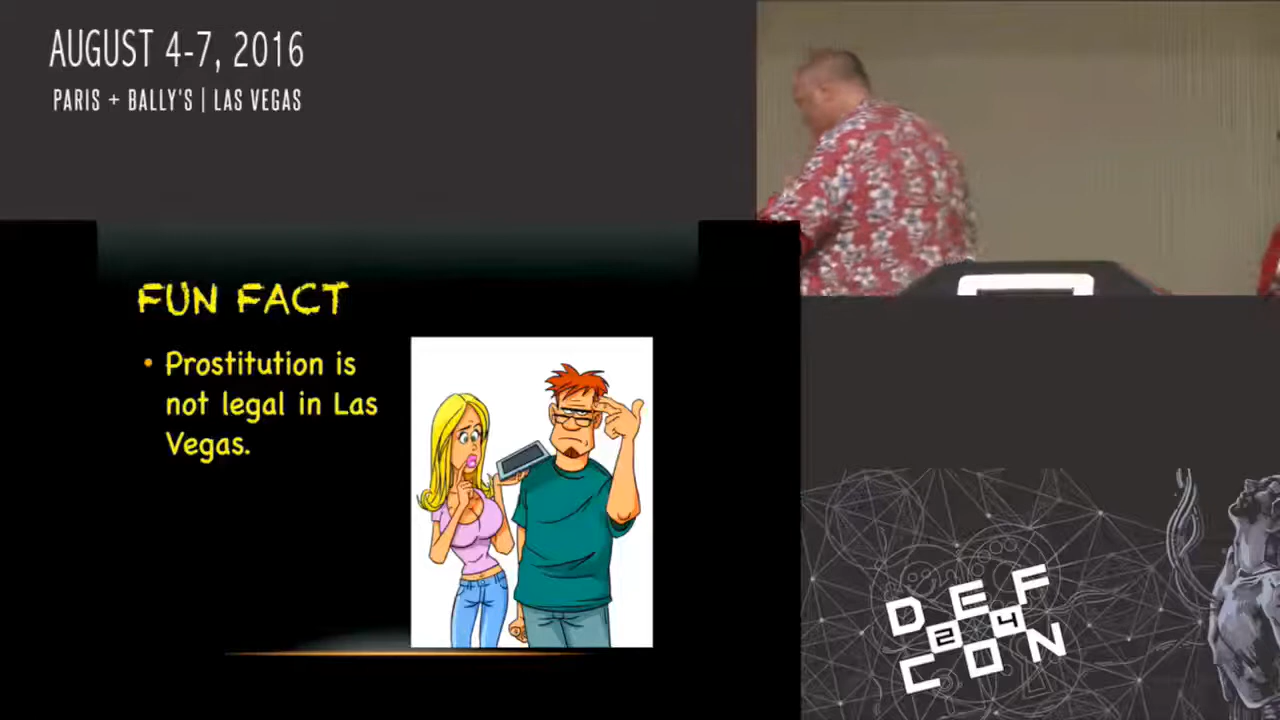 AUGUST 4-7, 2016
PARIS + BALLY'S | LAS VEGAS
FUN FACT
• Prostitution is
not legal in Las
Vegas.
DEF
24
CON